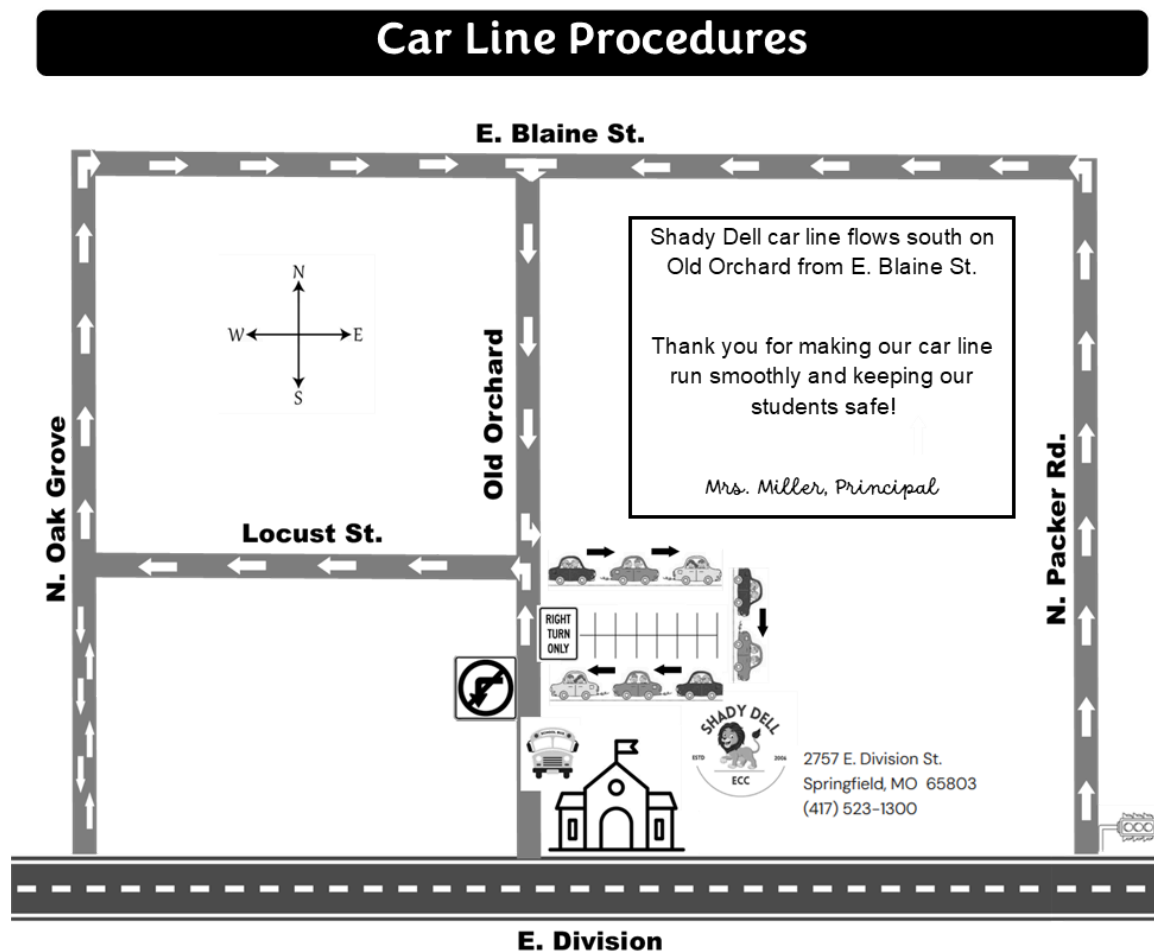 Car Line Procedures
E. Blaine St.
Shady Dell car line flows south on
Old Orchard from E. Blaine St.
Thank you for making our car line
run smoothly and keeping our
students safe!
Mrs. Miller, Principal
N
W
E
S
N. Oak Grove
Old Orchard
N. Packer Rd.
Locust St.
RIGHT
TURN
ONLY
SCHOOL BUS
SHADY DELL
ESTD
2006
ECC
2757 E. Division St.
Springfield, MO 65803
(417) 523-1300
E. Division